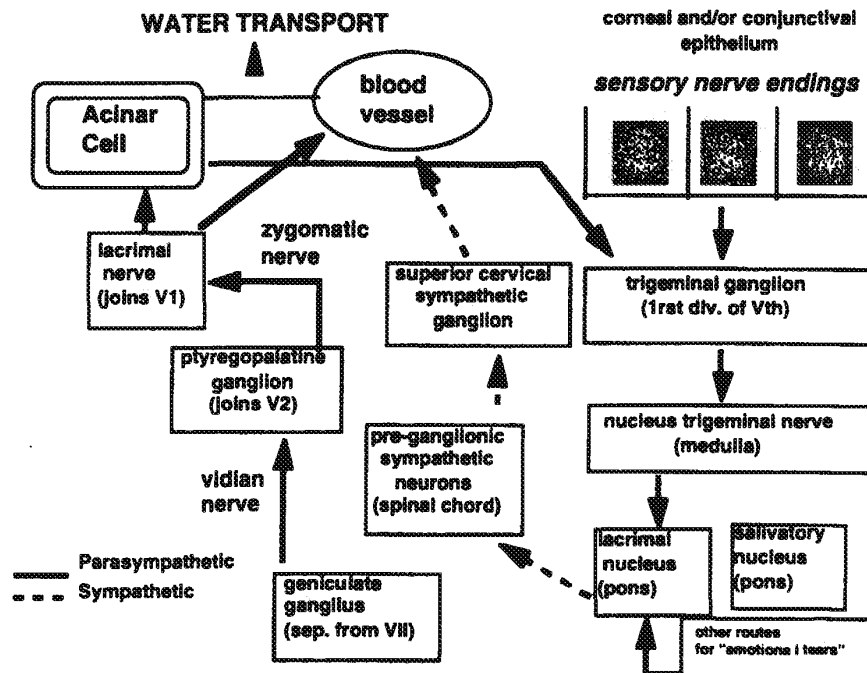 WATER TRANSPORT
corneal and/or conjunctival
epithelium
sensory nerve endings
blood
vessel
Acinar
Cell
zygomatic
nerve
lacrimal
nerve
(joins V1)
superior cervical
sympathetic
ganglion
trigeminal ganglion
(1rst div. of Vth)
ptyregopalatine
ganglion
(joins V2)
nucleus trigeminal nerve
(medulla)
pre-ganglionic
sympathetic
neurons
(spinal chord)
vidian
nerve
lacrimal
nucleus
(pons)
salivatory
nucleus
(pons)
Parasympathetic
Sympathetic
geniculate
ganglius
(sep. from VII)
other routes
for "emotiona l tears"